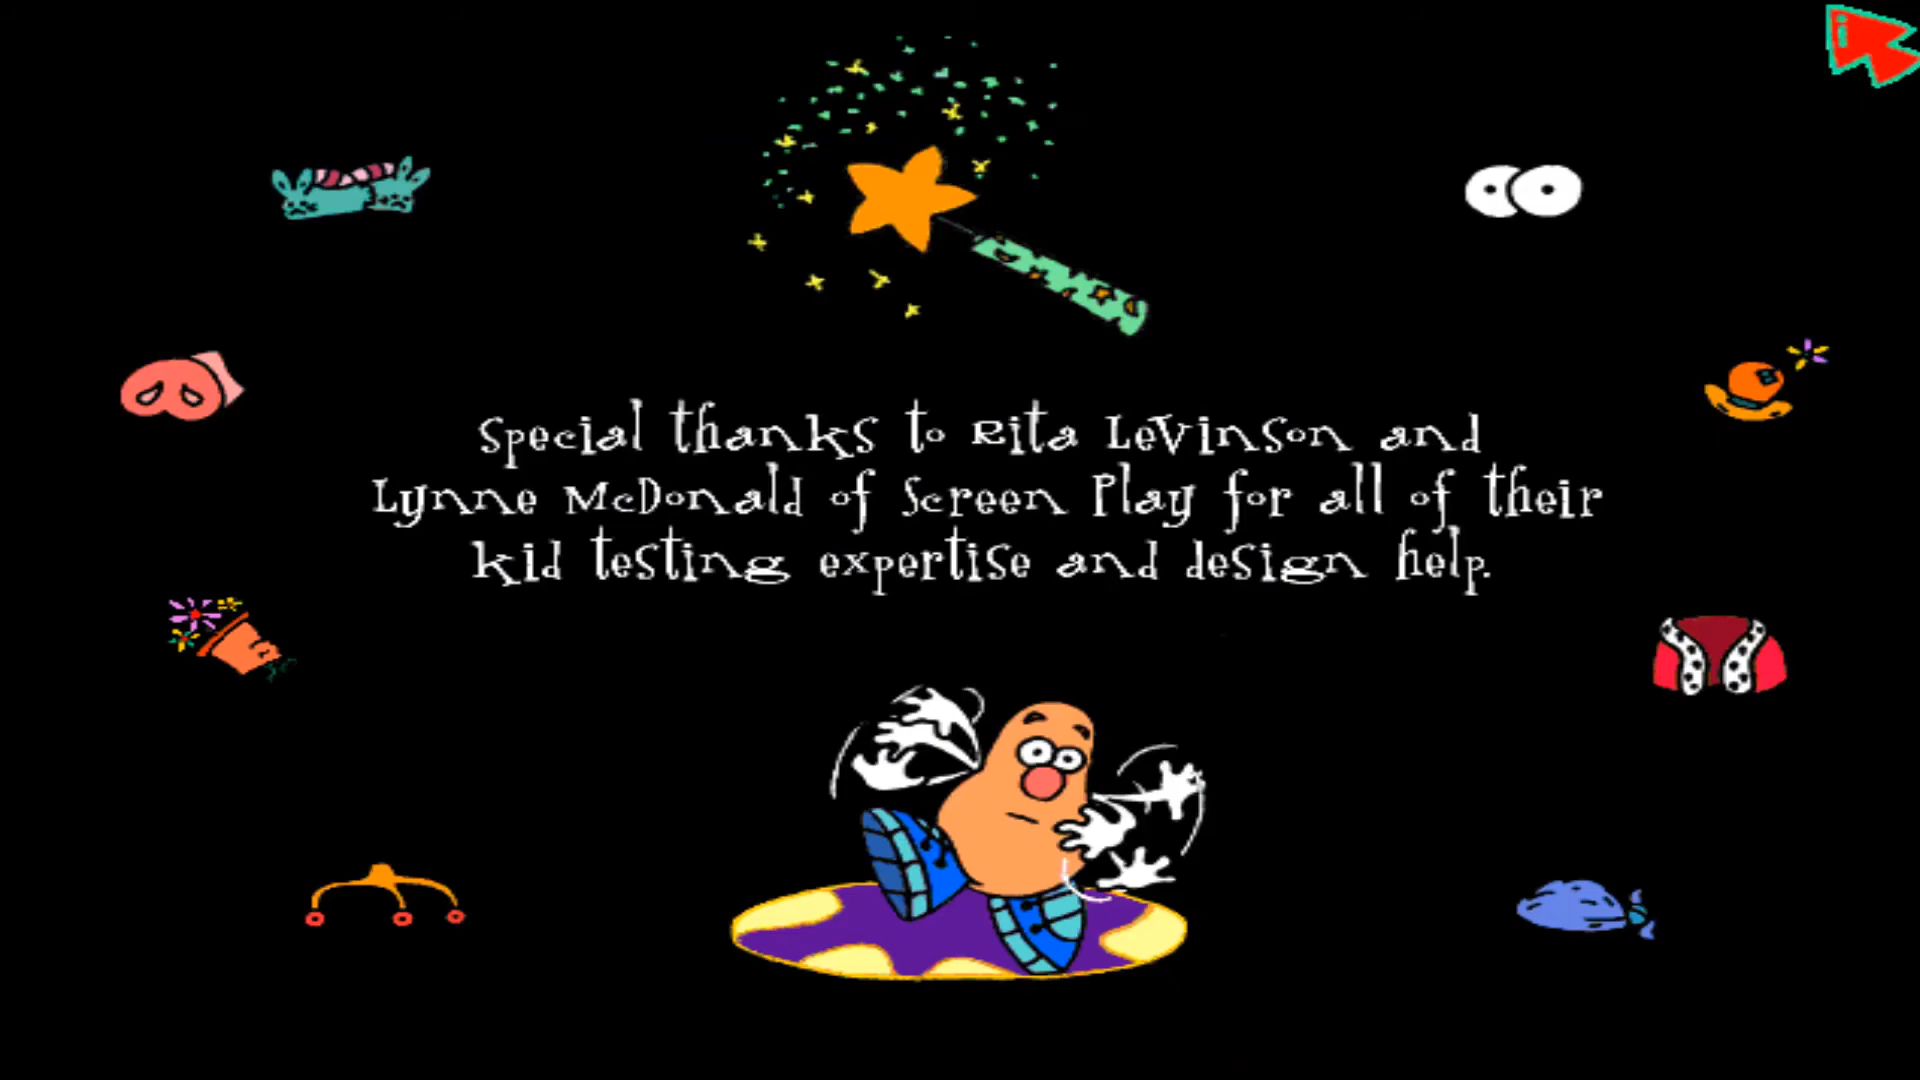 Special thanks to Rita LeVinson and
Lynne McDonald of Screen Play for all of their
kid testing expertise and design help.